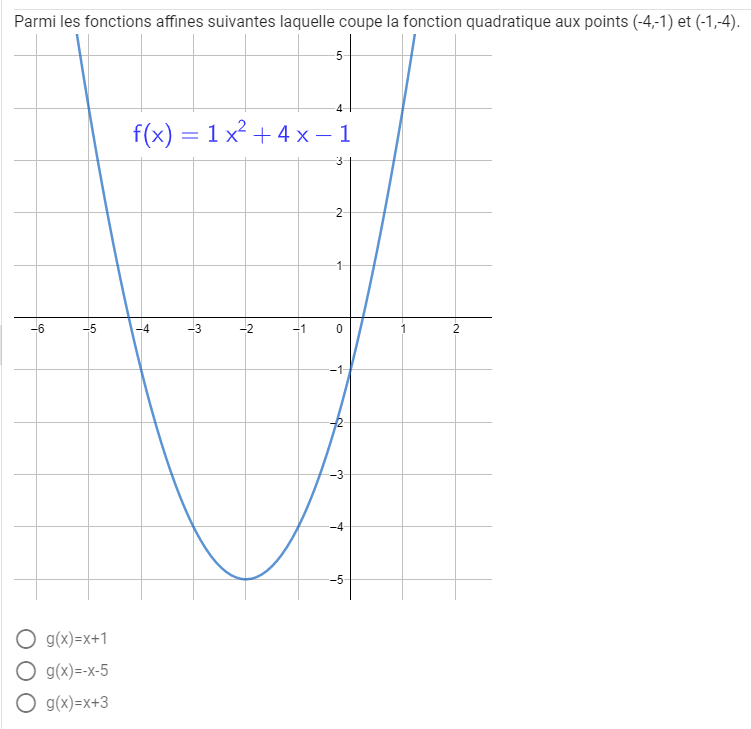 Parmi les fonctions affines suivantes laquelle coupe la fonction quadratique aux points (-4,-1) et (-1,-4).
5
4
f(x) = 1 x² + 4 x – 1
3
2
1
–6 –5 –4 –3 –2 –1 0 1 2
–1
–2
–3
–4
–5
g(x)=x+1
g(x)=-x-5
g(x)=x+3